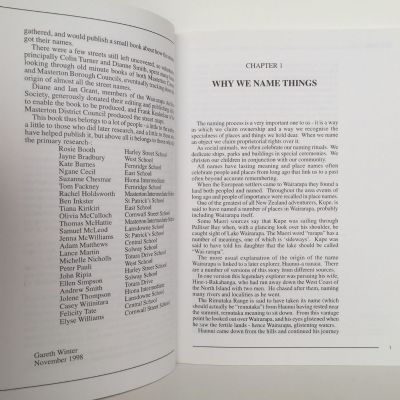 gathered, and would publish a small book about how the streets
got their names.
There were a few streets still left uncovered, so volunteers,
principally Colin Turner and Dianne Smith, spent many hours
looking through old minute books of both Masterton County
and Masterton Borough Councils, eventually tracking down the
origin of most of almost all the street names.
Diane and Ian Grant, members of the Wairarapa
Society, generously donated their editing and publishing
to enable the book to be produced, and Frank
Masterton District Council produced the street map.
This book thus belongs to a lot of people - a little to the
a little to those who did later research, and a little to those
have helped publish it, but above all it belongs to those who did
the primary research:-
Rosie Booth Harley Street School
Jayne Bradbury West School
Kate Barnes Fernridge School
Ngane Cecil East School
Suzanne Chesmar Hiona Intermediate
Tom Fackney Fernridge School
Rachel Holdsworth Masterton Intermediate
Ben Inkster St Patrick's School
Tiana Kirikiri East School
Olivia McCulloch Cornwall Street School
Thomas McHattie Masterton Intermediate
Samuel McLeod Lansdowne School
Jenna McWilliams St Patrick's School
Adam Matthews Central School
Lance Martin Solway School
Michelle Nicholls Totara Drive School
Peter Pauli West School
John Ripia Harley Street School
Ellen Simpson Solway School
Andrew Smith Totara Drive
Jolene Thompson Hiona Intermediate
Casey Wiinitara Lansdowne School
Felicity Tate Central School
Elyse Williams Cornwall Street School
Gareth Winter
November 1998
CHAPTER 1
WHY WE NAME THINGS
The naming process is a very important one to us - it is a way
in which we claim ownership and a way we recognise the
specialness of places and things we hold dear. When we name
an object we claim proprietorial rights over it.
As social animals, we often celebrate our naming rituals. We
dedicate ships, parks and buildings in special ceremonies. We
christen our children in conjunction with our community.
All names have lasting meaning and place names often
celebrate people and places from long ago that link us to a past
often beyond accurate remembering.
When the European settlers came to Wairarapa they found a
land both peopled and named. Throughout the area events of
long ago and people of importance were recalled in place names.
One of the greatest of all New Zealand adventurers, Kupe, is
said to have named a number of places in Wairarapa, probably
including Wairarapa itself.
Some Maori sources say that Kupe was sailing through
Palliser Bay when, with a glancing look over his shoulder, he
caught sight of Lake Wairarapa. The Maori word "rarapa" has a
number of meanings, one of which is 'sideways'. Kupe was
said to have told his daughter that the lake should be called
"Wai-rarapa".
The more usual explanation of the origin of the name
Wairarapa is linked to a later explorer, Haunui-a-nanaia. There
are a number of versions of this story from different sources.
In one version this legendary explorer was pursuing his wife,
Hine-i-Rakahanga, who had run away down the West Coast of
the North Island with two men. He chased after them, naming
many rivers and localities as he went.
The Rimutaka Range is said to have taken its name (which
should actually be "remutaka") from Haunui having rested near
the summit, remutaka meaning to sit down. From this vantage
point he looked out over Wairarapa, and his eyes glistened when
he saw the fertile lands - hence Wairarapa, glistening waters.
Haunui came down from the hills and continued his journey
1